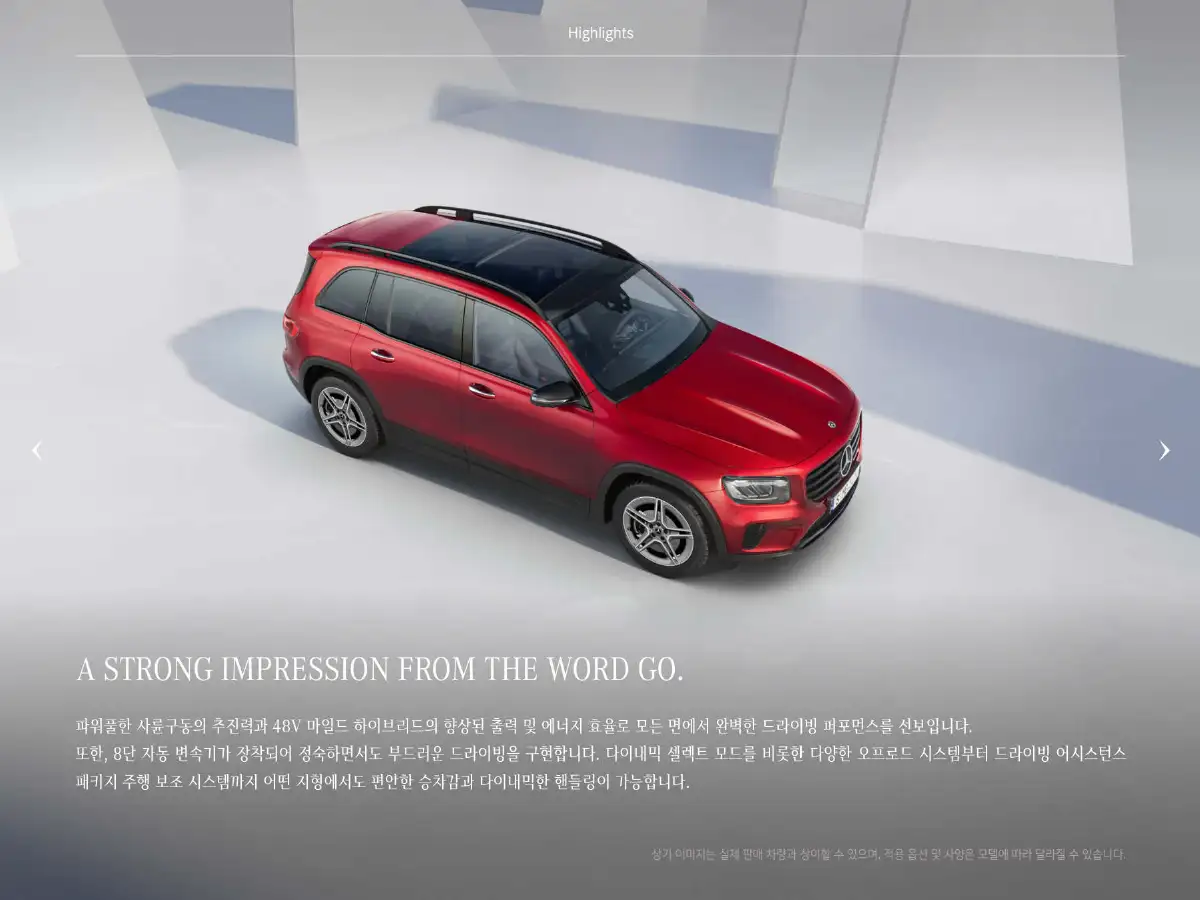 Highlights
A STRONG IMPRESSION FROM THE WORD GO.
파워풀한 사륜구동의 추진력과 48V 마일드 하이브리드의 향상된 출력 및 에너지 효율로 모든 면에서 완벽한 드라이빙 퍼포먼스를 선보입니다.
또한, 8단 자동 변속기가 장착되어 정숙하면서도 부드러운 드라이빙을 구현합니다. 다이내믹 셀렉트 모드를 비롯한 다양한 오프로드 시스템부터 드라이빙 어시스턴스
패키지 주행 보조 시스템까지 어떤 지형에서도 편안한 승차감과 다이내믹한 핸들링이 가능합니다.
상기 이미지는 실제 판매 차량과 상이할 수 있으며, 적용 옵션 및 사양은 모델에 따라 달라질 수 있습니다.